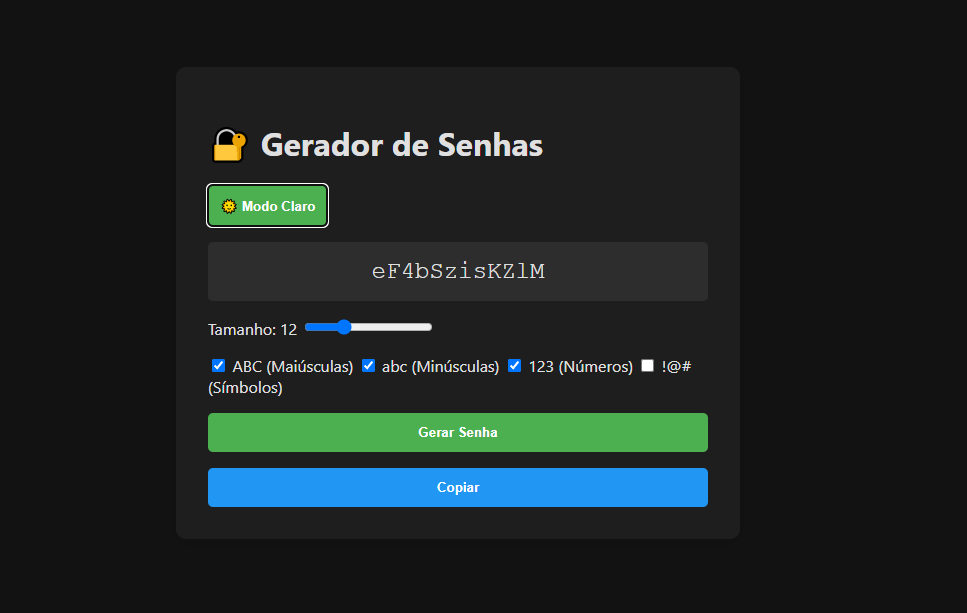 Gerador de Senhas
Modo Claro
eF4bSzisKZlM
Tamanho: 12
ABC (Maiúsculas) abc (Minúsculas) 123 (Números) !@#
(Símbolos)
Gerar Senha
Copiar